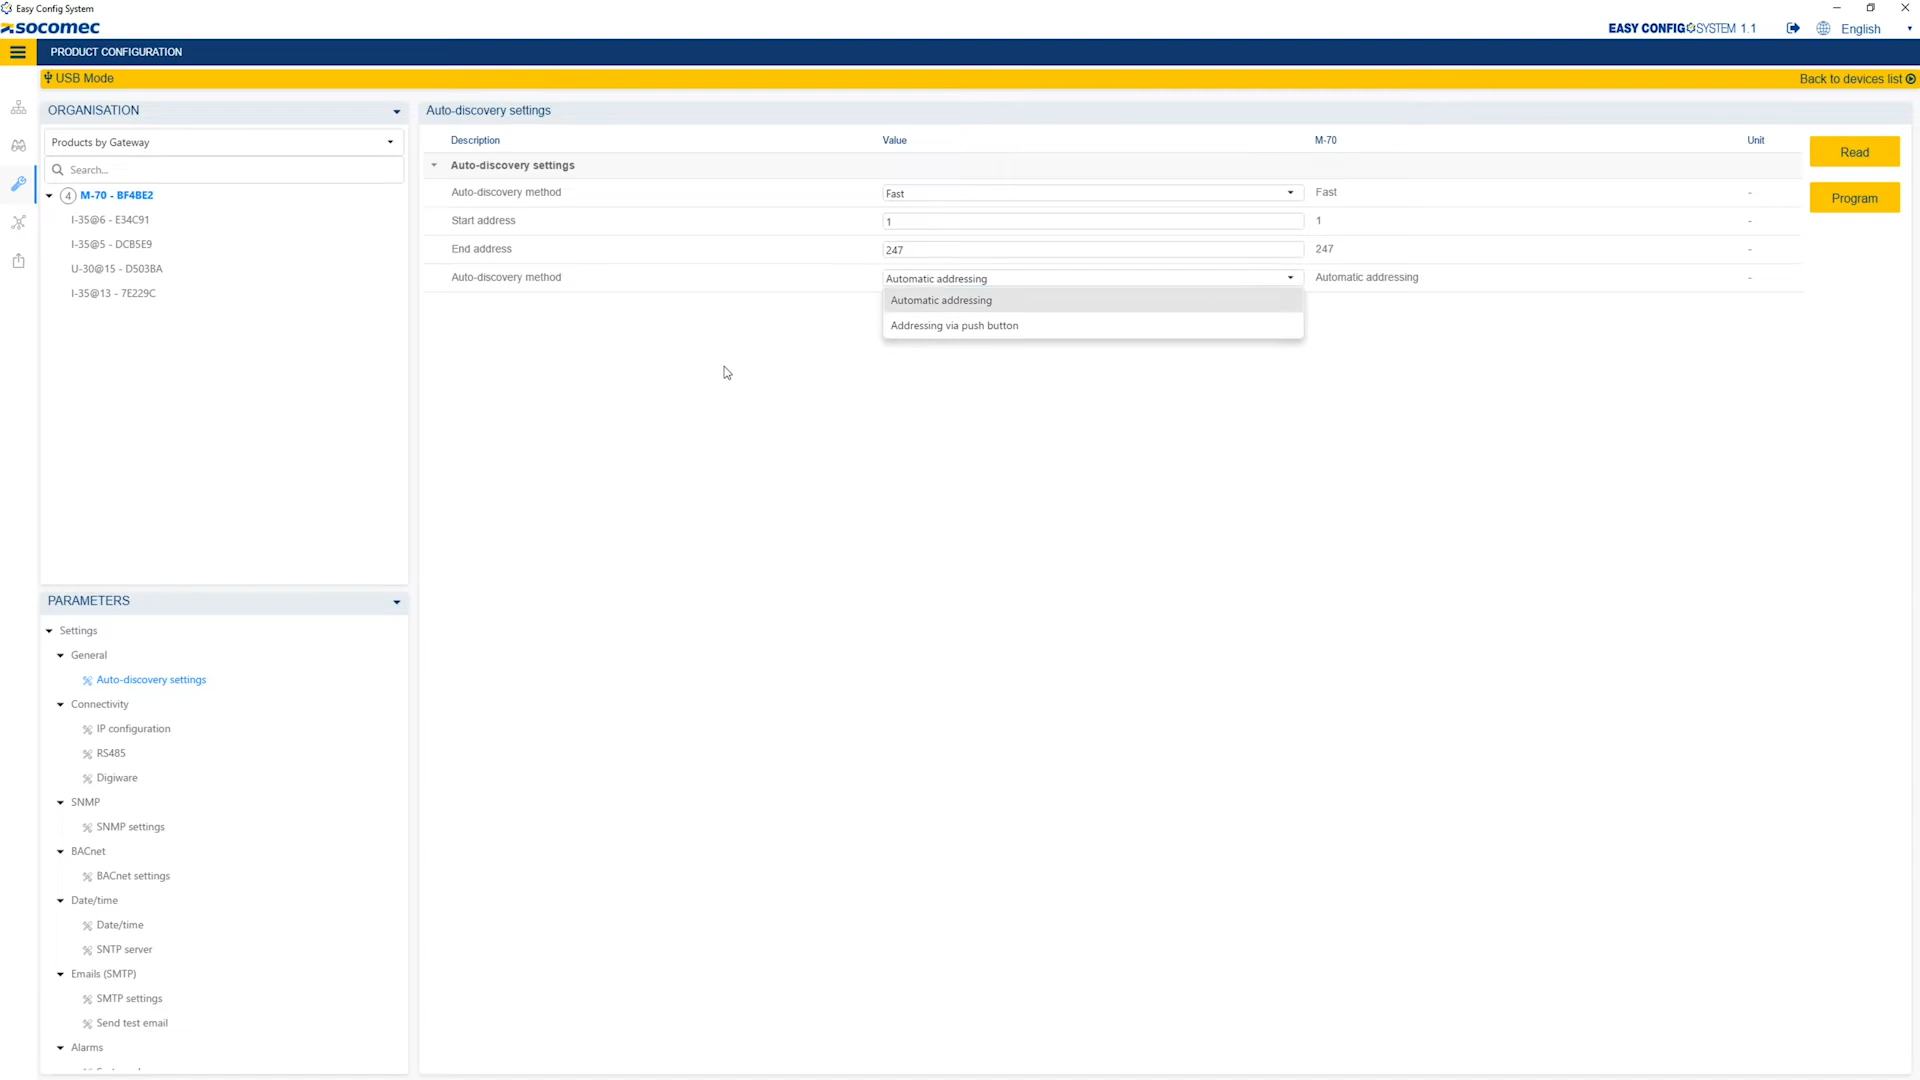 Easy Config System
socomec
EASY CONFIG SYSTEM 1.1
English
PRODUCT CONFIGURATION
USB Mode
Back to devices list
ORGANISATION
Products by Gateway
Search...
4 M-70 - BF4BE2
I-35@6 - E34C91
I-35@5 - DCB5E9
U-30@15 - D503BA
I-35@13 - 7E229C
Auto-discovery settings
Description Value M-70 Unit
Auto-discovery settings
Auto-discovery method Fast Fast -
Start address 1 1 -
End address 247 247 -
Auto-discovery method Automatic addressing Automatic addressing -
Automatic addressing
Addressing via push button
Read
Program
PARAMETERS
Settings
General
Auto-discovery settings
Connectivity
IP configuration
RS485
Digiware
SNMP
SNMP settings
BACnet
BACnet settings
Date/time
Date/time
SNTP server
Emails (SMTP)
SMTP settings
Send test email
Alarms